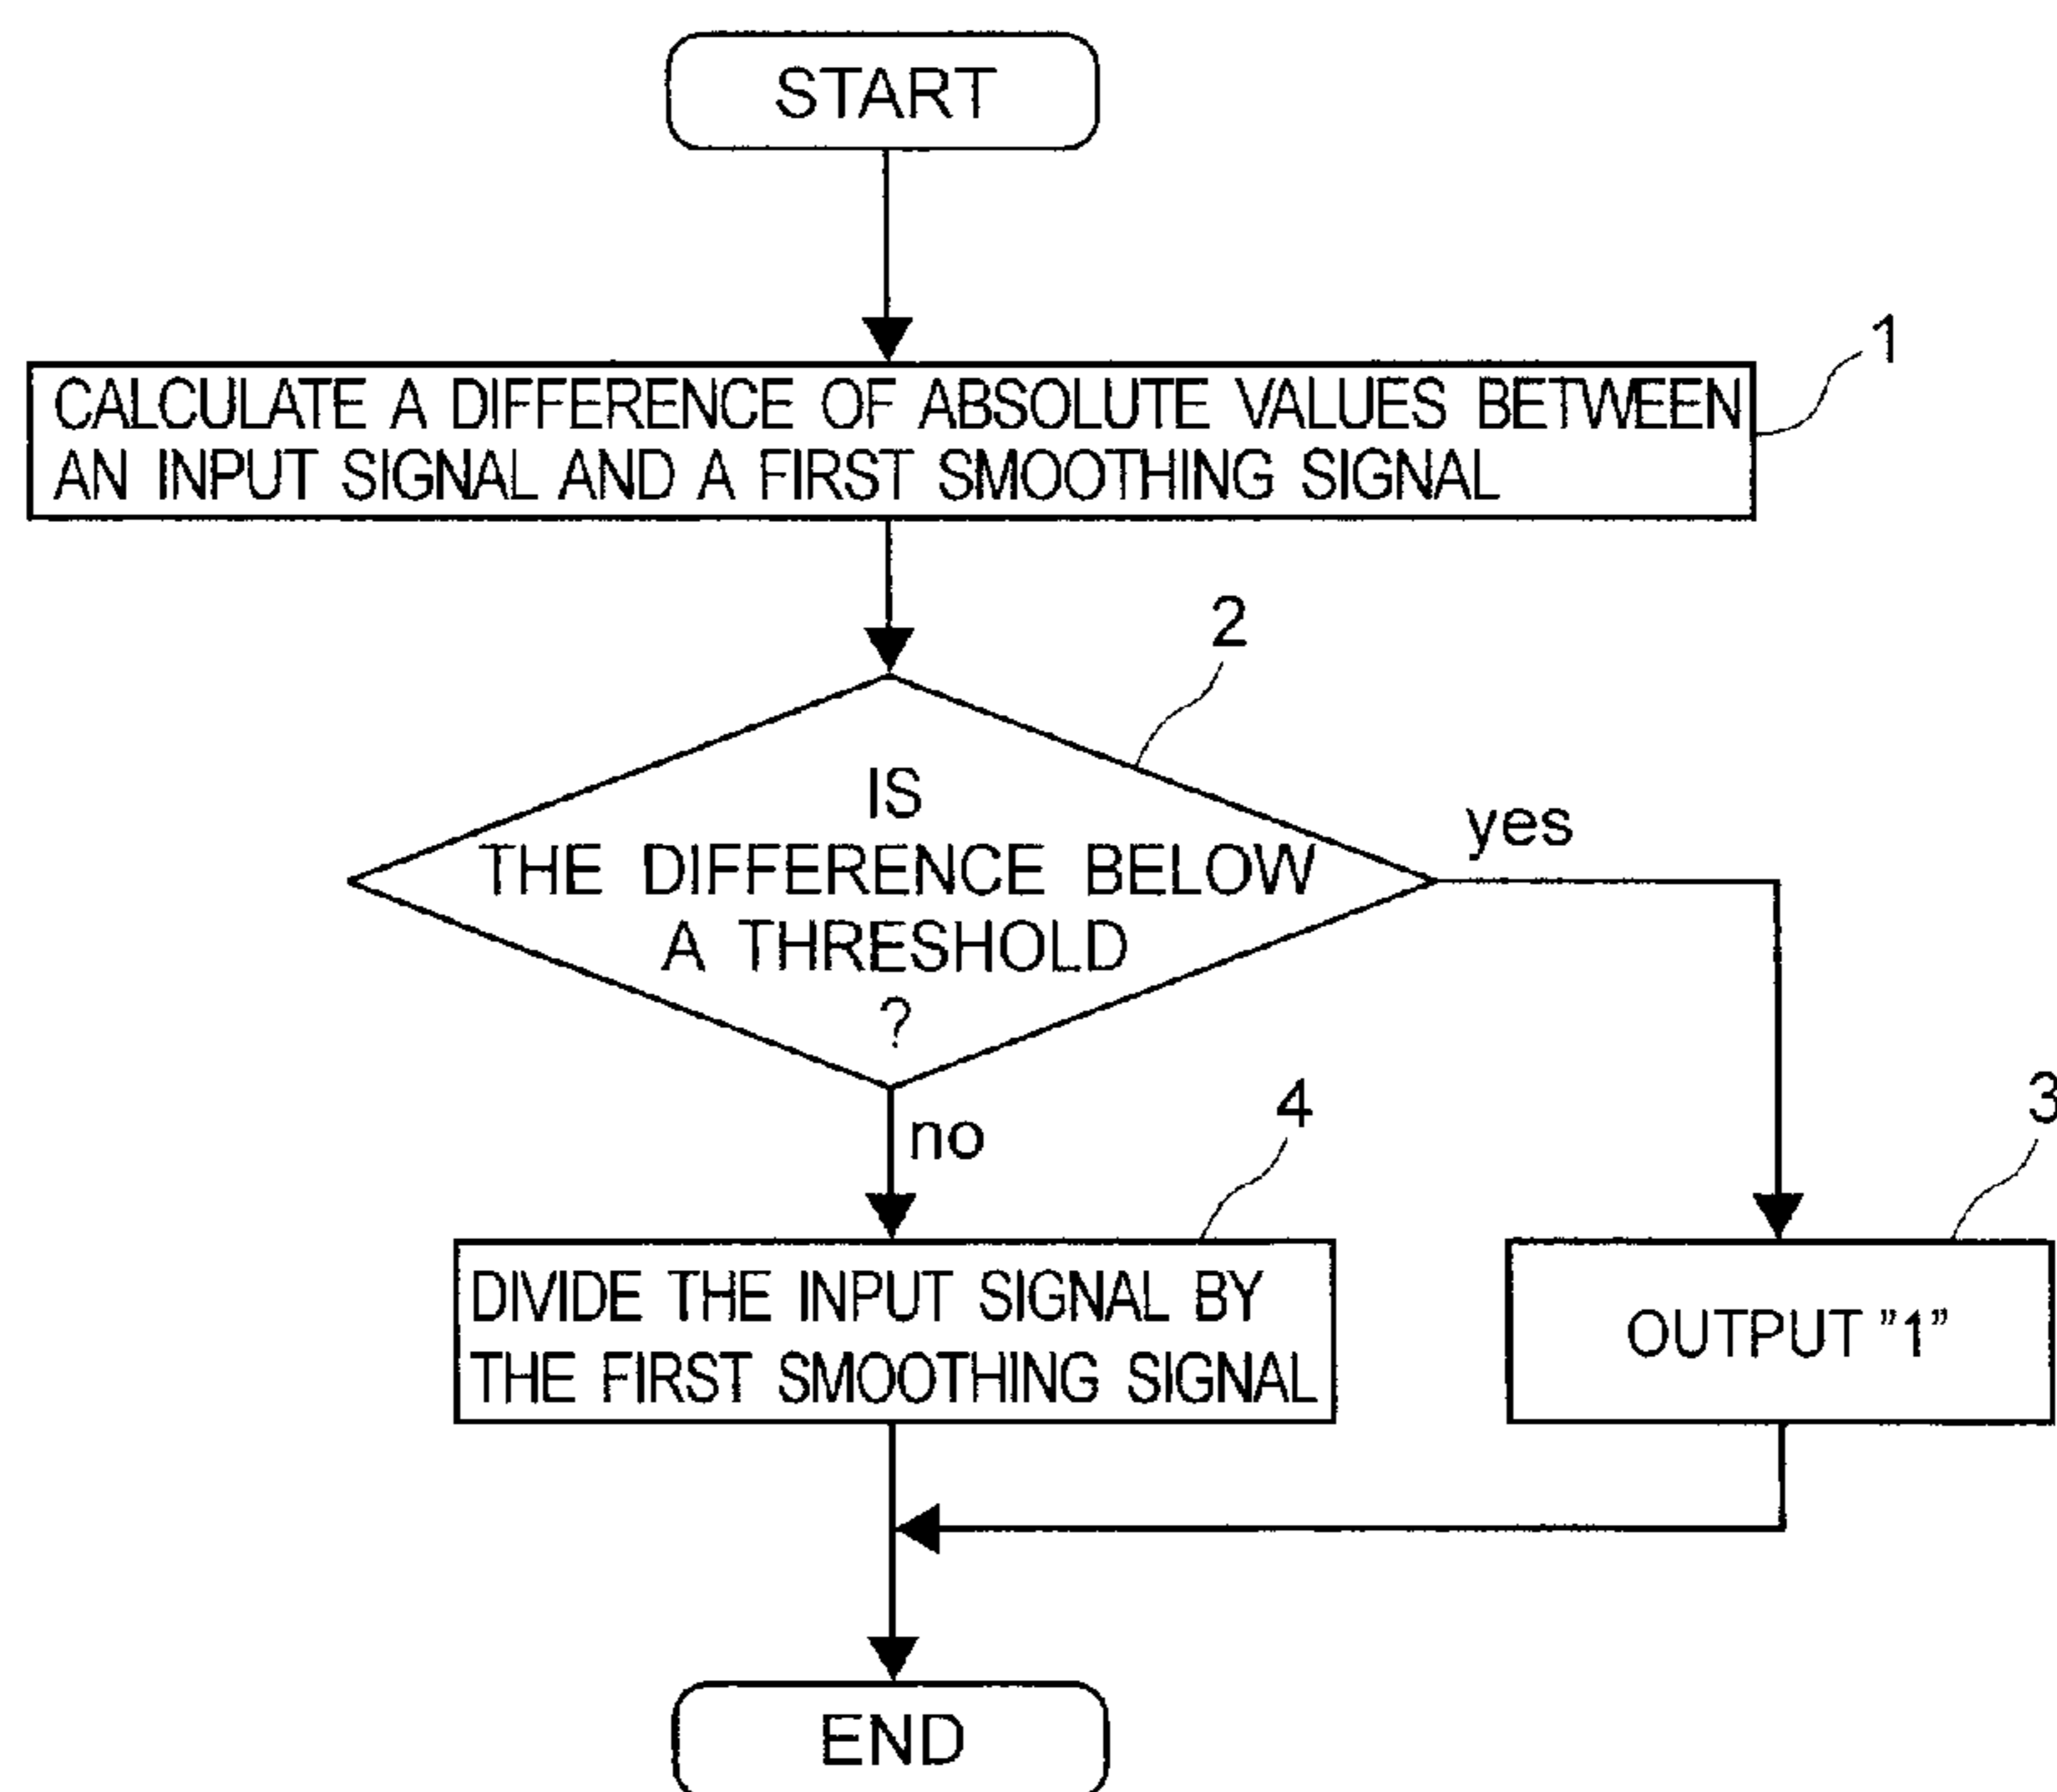 START
1
CALCULATE A DIFFERENCE OF ABSOLUTE VALUES BETWEEN
AN INPUT SIGNAL AND A FIRST SMOOTHING SIGNAL
2
IS
THE DIFFERENCE BELOW
A THRESHOLD
?
yes
no
4
DIVIDE THE INPUT SIGNAL BY
THE FIRST SMOOTHING SIGNAL
3
OUTPUT ”1”
END